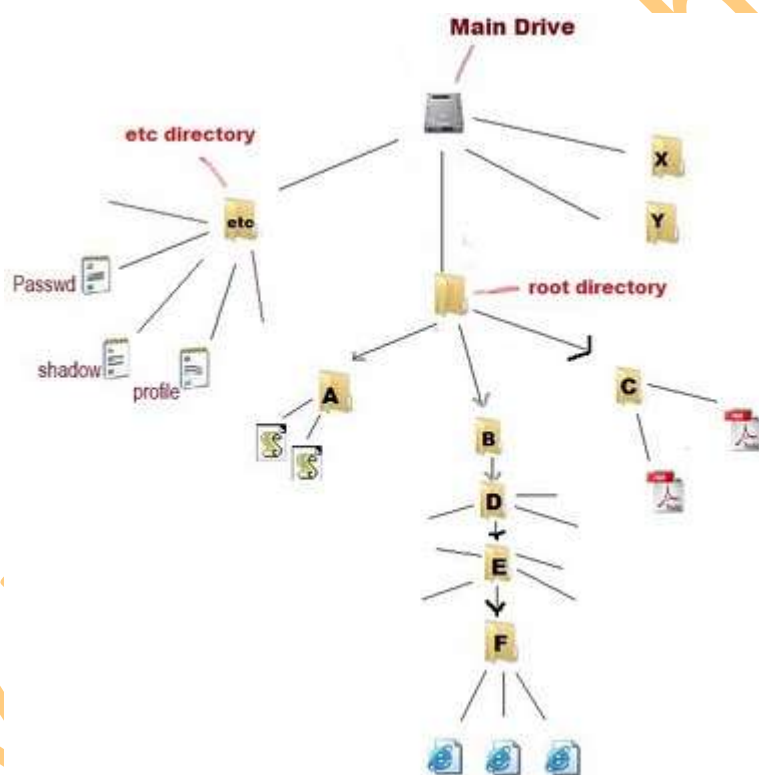 Main Drive
etc directory
X
etc
Y
Passwd
root directory
shadow
profile
A
C
B
D
E
F